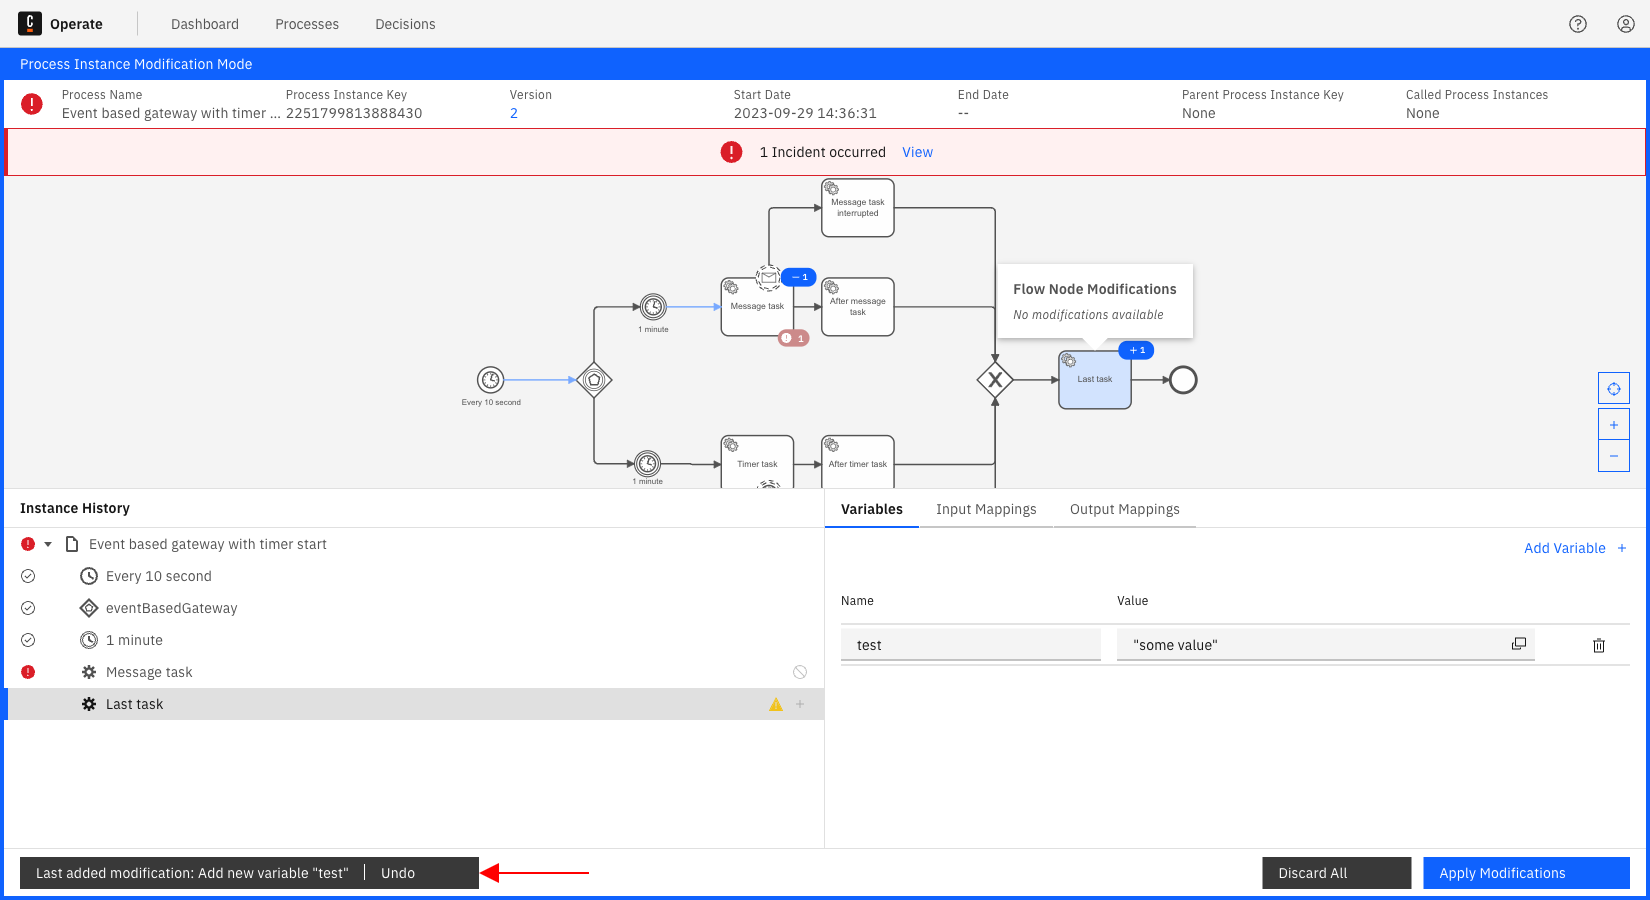 C Operate Dashboard Processes Decisions
Process Instance Modification Mode
Process Name Process Instance Key Version Start Date End Date Parent Process Instance Key Called Process Instances
Event based gateway with timer ... 2251799813888430 2 2023-09-29 14:36:31 -- None None
1 Incident occurred View
Message task
interrupted
− 1
Message task
After message
task
1 minute
1
Flow Node Modifications
No modifications available
+ 1
Every 10 second
X
Last task
Timer task
After timer task
1 minute
Instance History
Event based gateway with timer start
Every 10 second
eventBasedGateway
1 minute
Message task
Last task
Variables Input Mappings Output Mappings
Add Variable +
Name Value
test "some value"
Last added modification: Add new variable "test" Undo
Discard All Apply Modifications